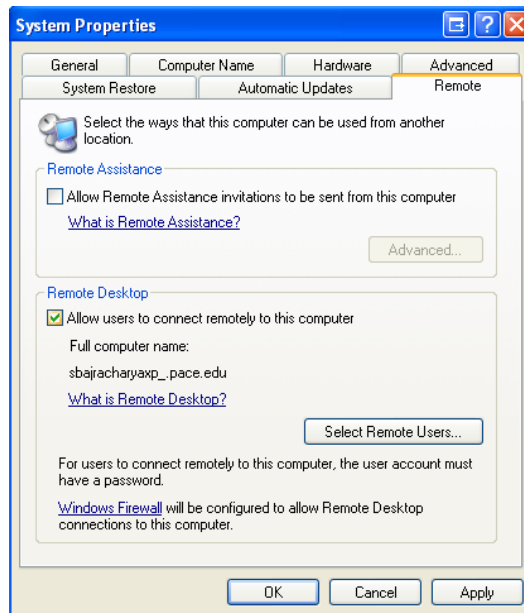 System Properties
General Computer Name Hardware Advanced
System Restore Automatic Updates Remote
Select the ways that this computer can be used from another
location.
Remote Assistance
Allow Remote Assistance invitations to be sent from this computer
What is Remote Assistance?
Advanced...
Remote Desktop
Allow users to connect remotely to this computer
Full computer name:
sbajracharyaxp_.pace.edu
What is Remote Desktop?
Select Remote Users...
For users to connect remotely to this computer, the user account must
have a password.
Windows Firewall will be configured to allow Remote Desktop
connections to this computer.
OK Cancel Apply